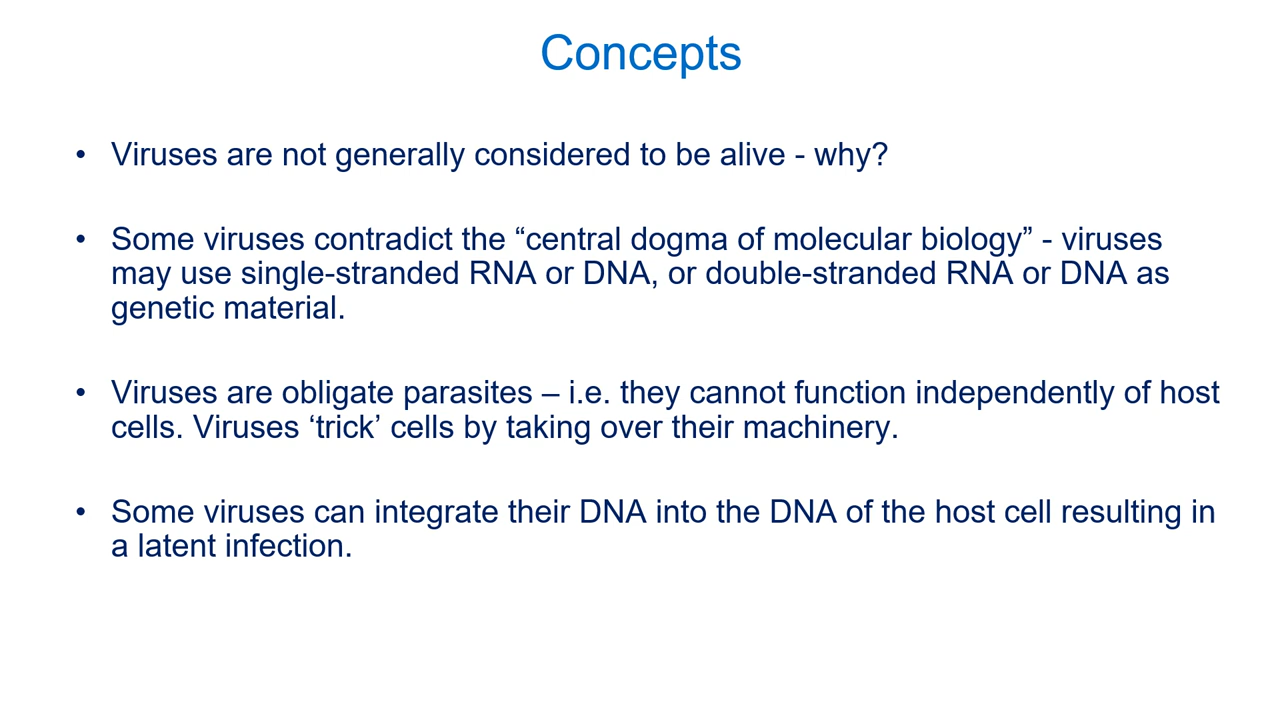 Concepts
• Viruses are not generally considered to be alive - why?
• Some viruses contradict the “central dogma of molecular biology” - viruses
may use single-stranded RNA or DNA, or double-stranded RNA or DNA as
genetic material.
• Viruses are obligate parasites – i.e. they cannot function independently of host
cells. Viruses ‘trick’ cells by taking over their machinery.
• Some viruses can integrate their DNA into the DNA of the host cell resulting in
a latent infection.